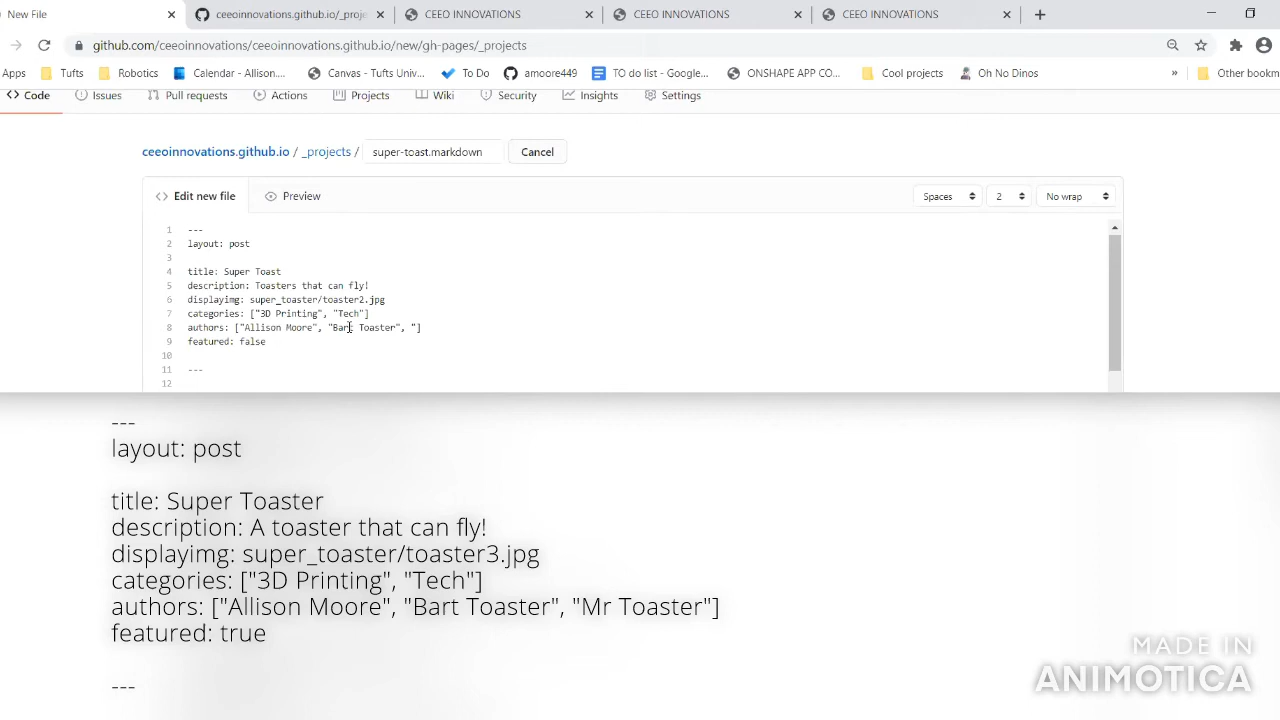 New File
ceeoinnovations.github.io/_proje
CEEO INNOVATIONS
CEEO INNOVATIONS
CEEO INNOVATIONS
github.com/ceeoinnovations/ceeoinnovations.github.io/new/gh-pages/_projects
Apps Tufts Robotics Calendar - Allison.... Canvas - Tufts Univ... To Do amoore449 TO do list - Google... ONSHAPE APP CO... Cool projects Oh No Dinos » Other bookm
Code Issues Pull requests Actions Projects Wiki Security Insights Settings
ceeoinnovations.github.io / _projects / super-toast.markdown Cancel
Edit new file Preview Spaces 2 No wrap
1 ---
2 layout: post
3
4 title: Super Toast
5 description: Toasters that can fly!
6 displayimg: super_toaster/toaster2.jpg
7 categories: ["3D Printing", "Tech"]
8 authors: ["Allison Moore", "Bart Toaster", "]
9 featured: false
10
11 ---
12
---
layout: post
title: Super Toaster
description: A toaster that can fly!
displayimg: super_toaster/toaster3.jpg
categories: ["3D Printing", "Tech"]
authors: ["Allison Moore", "Bart Toaster", "Mr Toaster"]
featured: true
---
MADE IN
ANIMOTICA